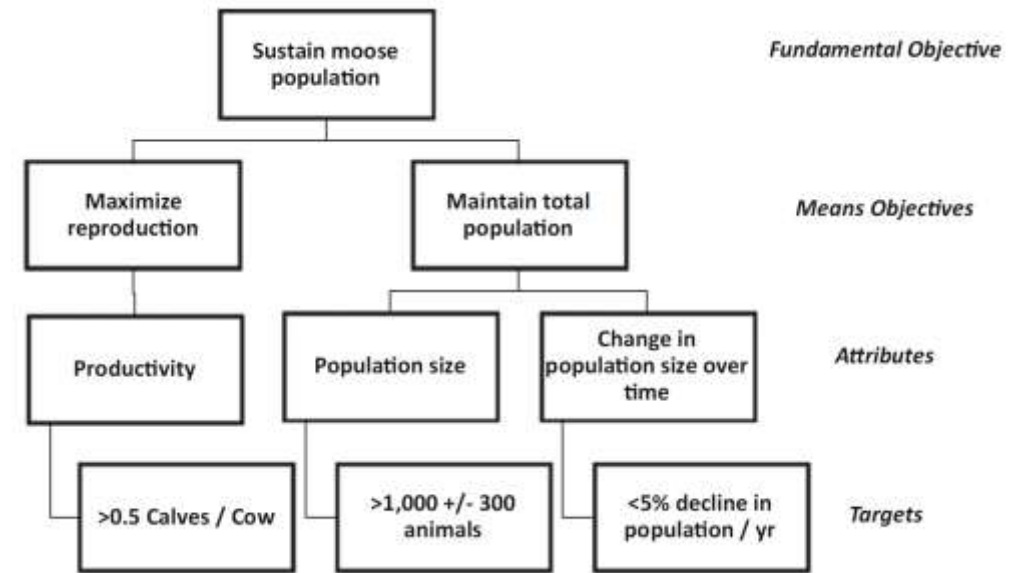 Sustain moose
population
Fundamental Objective
Maximize
reproduction
Maintain total
population
Means Objectives
Productivity
Population size
Change in
population size over
time
Attributes
>0.5 Calves / Cow
>1,000 +/- 300
animals
<5% decline in
population / yr
Targets